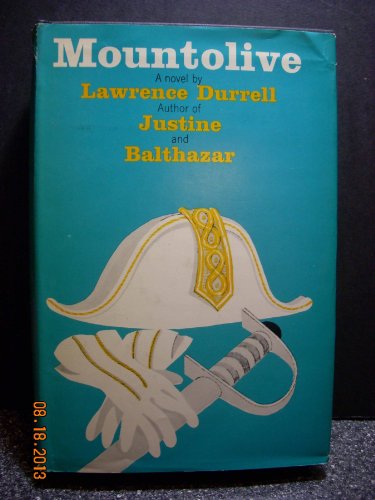 Mountolive
A novel by
Lawrence Durrell
Author of
Justine
and
Balthazar
08.18.2013